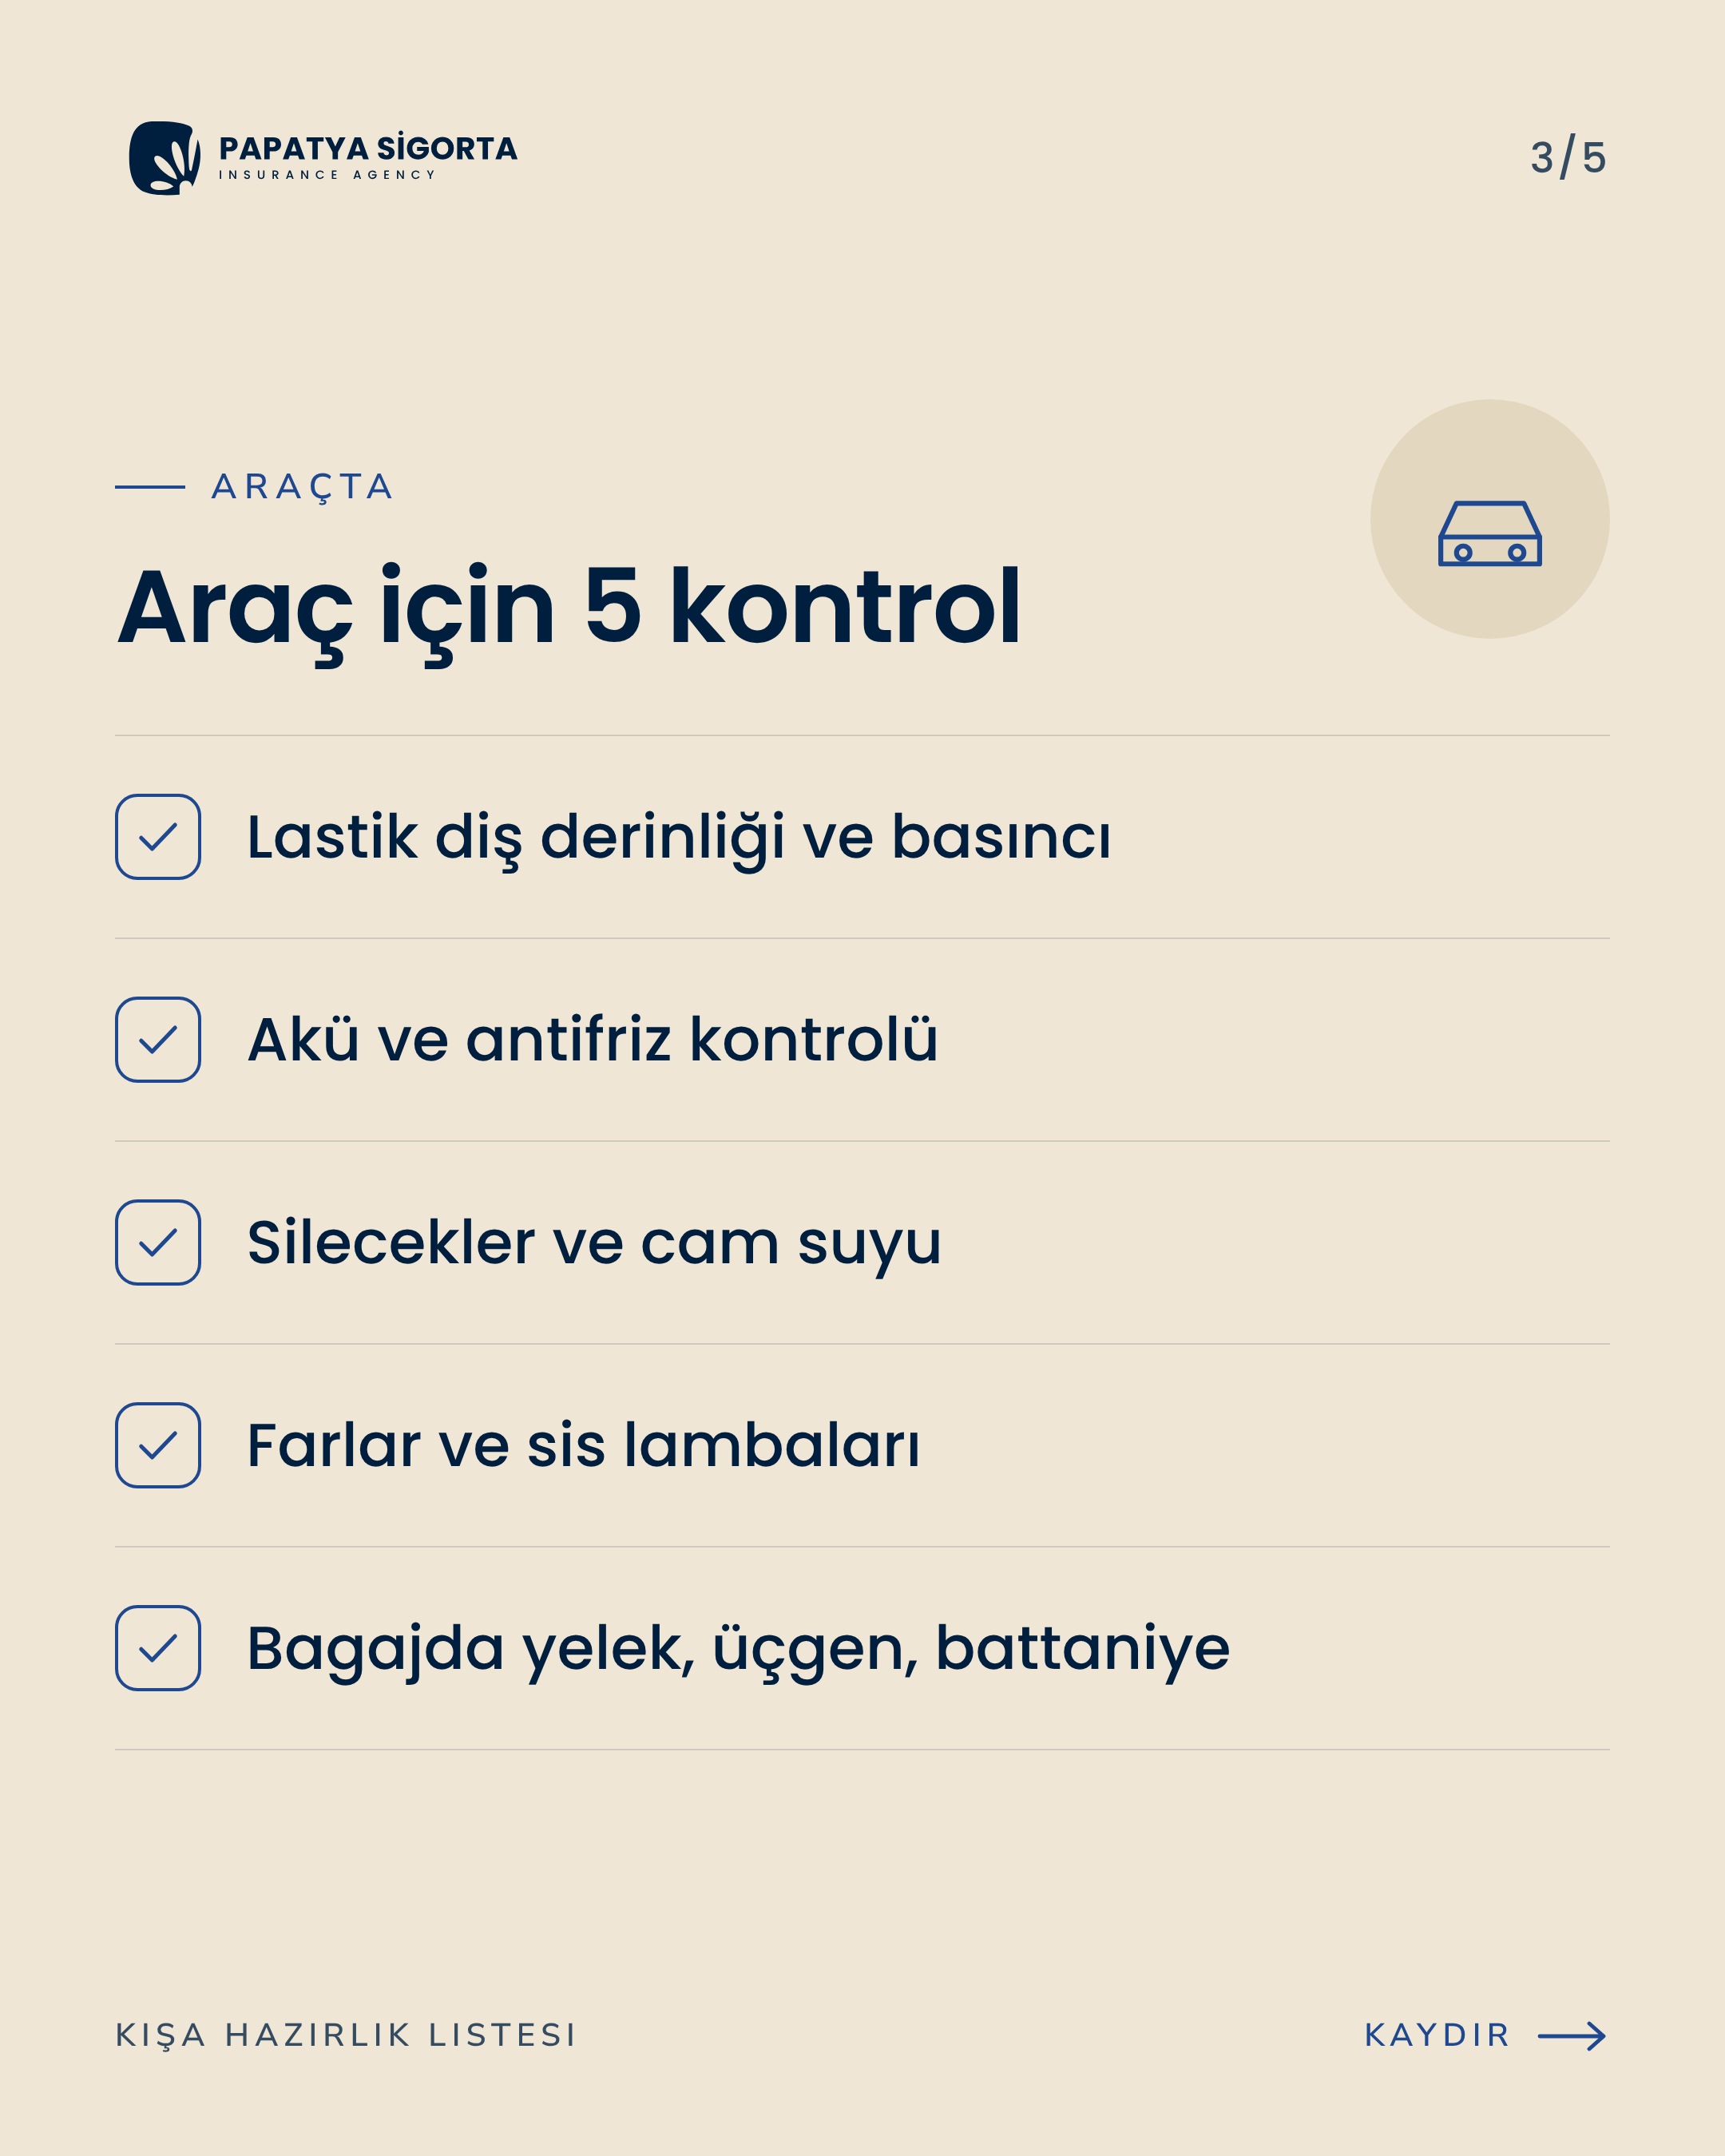 PAPATYA SİGORTA
INSURANCE AGENCY
3/5
ARAÇTA
Araç için 5 kontrol
Lastik diş derinliği ve basıncı
Akü ve antifriz kontrolü
Silecekler ve cam suyu
Farlar ve sis lambaları
Bagajda yelek, üçgen, battaniye
KIŞA HAZIRLIK LISTESI
KAYDIR